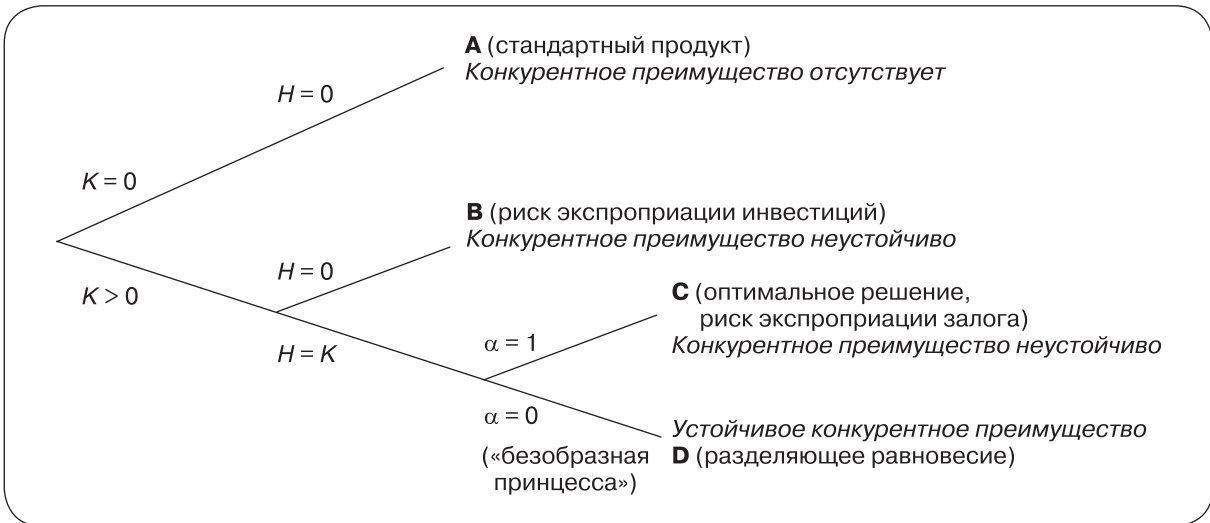 A (стандартный продукт)
Конкурентное преимущество отсутствует
H = 0
K = 0
B (риск экспроприации инвестиций)
Конкурентное преимущество неустойчиво
H = 0
K > 0
C (оптимальное решение,
риск экспроприации залога)
Конкурентное преимущество неустойчиво
H = K
α = 1
α = 0
(«безобразная
принцесса»)
Устойчивое конкурентное преимущество
D (разделяющее равновесие)